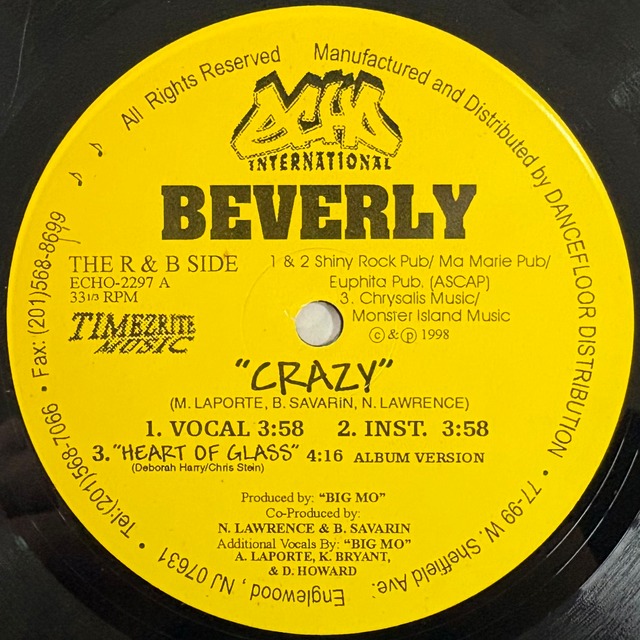 All Rights Reserved Manufactured and Distributed by DANCEFLOOR DISTRIBUTION • 77-99 W. Sheffield Ave.
Englewood, NJ 07631 • Tel:(201)568-7066 • Fax: (201)568-8699
ECHO
INTERNATIONAL
BEVERLY
THE R & B SIDE
ECHO-2297 A
33 1/3 RPM
TIMEZRITE
MUSIC
1 & 2 Shiny Rock Pub/ Ma Marie Pub/
Euphita Pub. (ASCAP)
3. Chrysalis Music/
Monster Island Music
©&℗ 1998
"CRAZY"
(M. LAPORTE, B. SAVARiN, N. LAWRENCE)
1. VOCAL 3:58 2. INST. 3:58
3. "HEART OF GLASS" 4:16 ALBUM VERSION
(Deborah Harry/Chris Stein)
Produced by: "BIG MO"
Co-Produced by:
N. LAWRENCE & B. SAVARIN
Additional Vocals By: "BIG MO"
A. LAPORTE, K. BRYANT,
& D. HOWARD